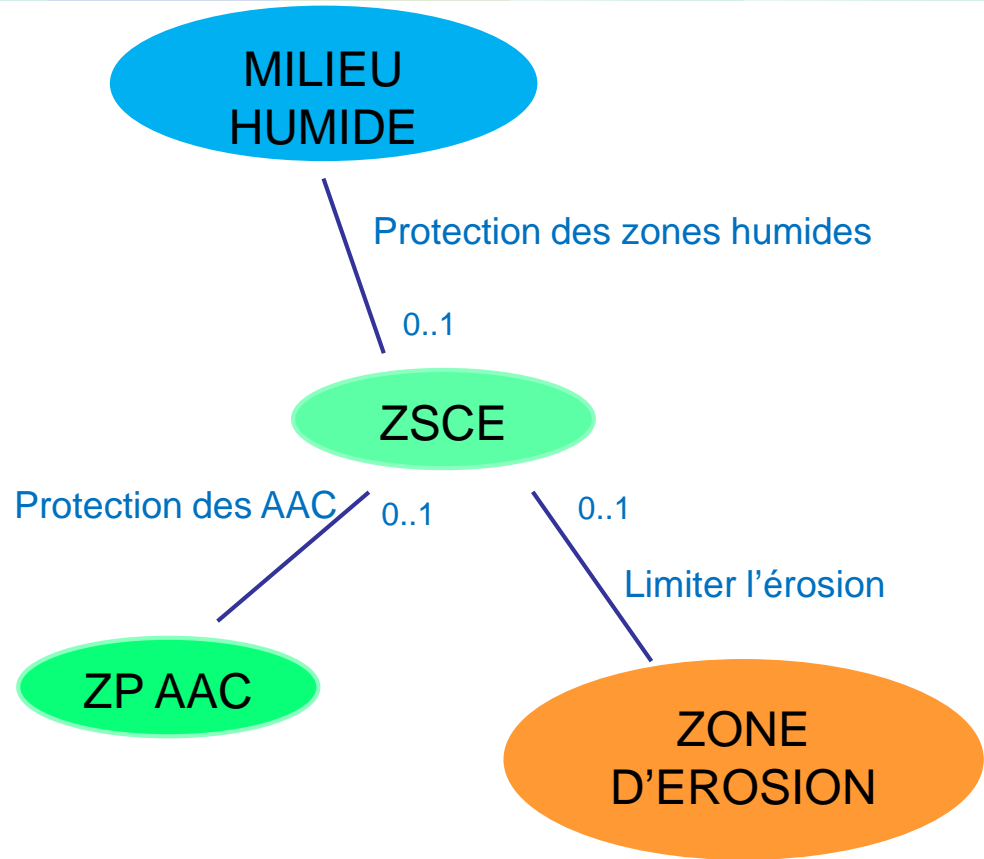 MILIEU
HUMIDE
Protection des zones humides
0..1
ZSCE
Protection des AAC
0..1
0..1
Limiter l’érosion
ZP AAC
ZONE
D’EROSION